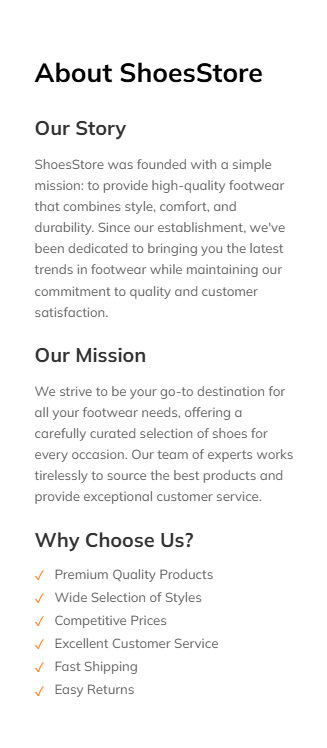 About ShoesStore
Our Story
ShoesStore was founded with a simple
mission: to provide high-quality footwear
that combines style, comfort, and
durability. Since our establishment, we've
been dedicated to bringing you the latest
trends in footwear while maintaining our
commitment to quality and customer
satisfaction.
Our Mission
We strive to be your go-to destination for
all your footwear needs, offering a
carefully curated selection of shoes for
every occasion. Our team of experts works
tirelessly to source the best products and
provide exceptional customer service.
Why Choose Us?
✓ Premium Quality Products
✓ Wide Selection of Styles
✓ Competitive Prices
✓ Excellent Customer Service
✓ Fast Shipping
✓ Easy Returns